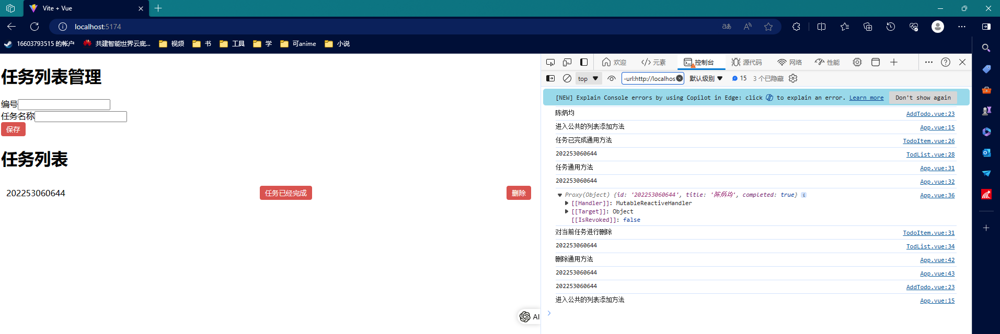 Vite + Vue
localhost:5174
16603793515 的帐户
共建智能世界云底...
视频
书
工具
学
可anime
小说
任务列表管理
编号
任务名称
保存
任务列表
202253060644
任务已经完成
删除
AI
欢迎
</> 元素
控制台
源代码
网络
性能
top
-url:http://localhos
默认级别
15
3 个已隐藏
[NEW] Explain Console errors by using Copilot in Edge: click to explain an error. Learn more
Don't show again
陈炳均 AddTodo.vue:23
进入公共的列表添加方法 App.vue:15
任务已完成通用方法 TodoItem.vue:26
202253060644 TodList.vue:28
任务通用方法 App.vue:31
202253060644 App.vue:32
Proxy(Object) {id: '202253060644', title: '陈炳均', completed: true} App.vue:36
[[Handler]]: MutableReactiveHandler
[[Target]]: Object
[[IsRevoked]]: false
对当前任务进行删除 TodoItem.vue:31
202253060644 TodList.vue:34
删除通用方法 App.vue:42
202253060644 App.vue:43
202253060644 AddTodo.vue:23
进入公共的列表添加方法 App.vue:15